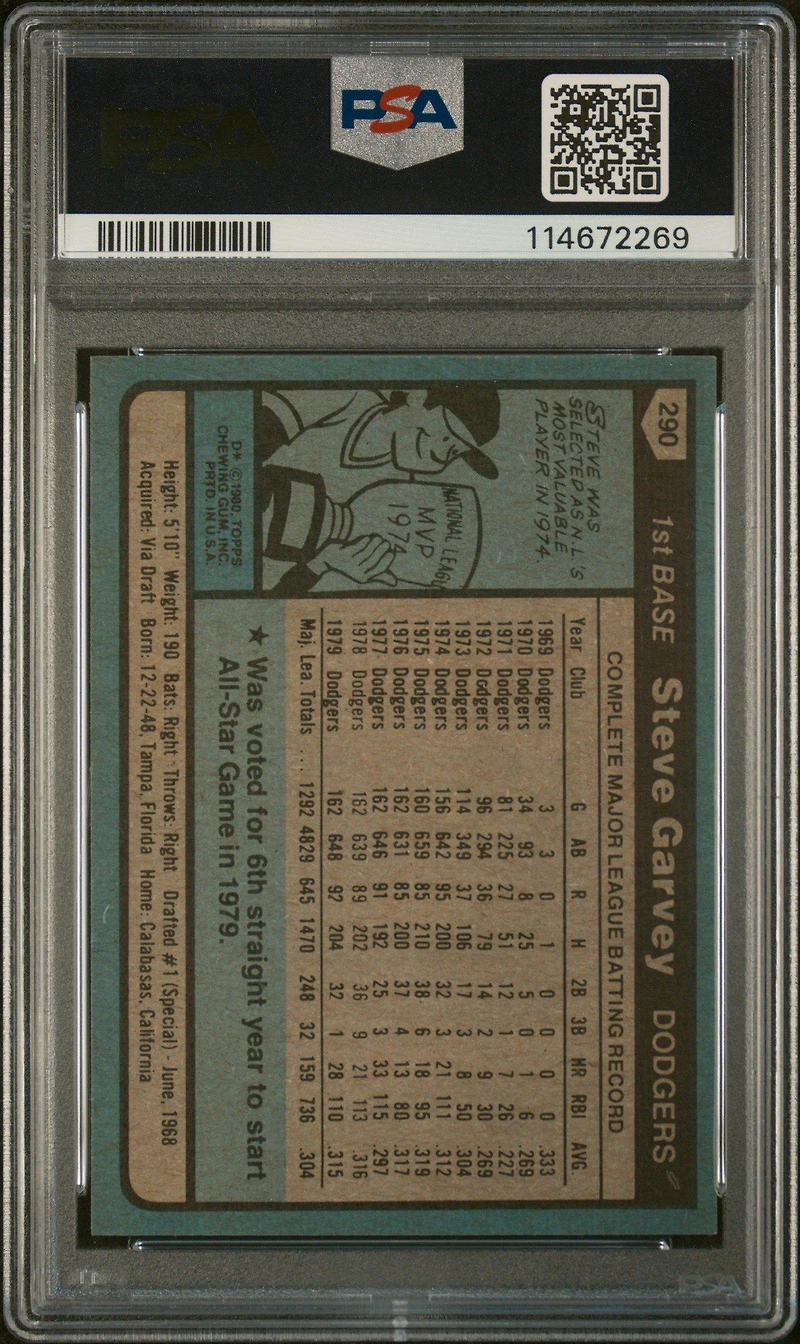 PSA
PSA
114672269
290 1st BASE Steve Garvey DODGERS
STEVE WAS
SELECTED AS N.L.'S
MOST VALUABLE
PLAYER IN 1974.
NATIONAL LEAGUE
MVP
1974
D* © 1980, TOPPS
CHEWING GUM, INC.
PRTD. IN U.S.A.
COMPLETE MAJOR LEAGUE BATTING RECORD
Year Club G AB R H 2B 3B HR RBI AVG.
1969 Dodgers 3 3 0 1 0 0 0 0 .333
1970 Dodgers 34 93 8 25 5 0 1 6 .269
1971 Dodgers 81 225 27 51 12 1 7 26 .227
1972 Dodgers 96 294 36 79 14 2 9 30 .269
1973 Dodgers 114 349 37 106 17 3 8 50 .304
1974 Dodgers 156 642 95 200 32 3 21 111 .312
1975 Dodgers 160 659 85 210 38 6 18 95 .319
1976 Dodgers 162 631 85 200 37 4 13 80 .317
1977 Dodgers 162 646 91 192 25 3 33 115 .297
1978 Dodgers 162 639 89 202 36 9 21 113 .316
1979 Dodgers 162 648 92 204 32 1 28 110 .315
Maj. Lea. Totals ... 1292 4829 645 1470 248 32 159 736 .304
★ Was voted for 6th straight year to start
All-Star Game in 1979.
Height: 5'10" Weight: 190 Bats: Right Throws: Right Drafted #1 (Special) - June, 1968
Acquired: Via Draft Born: 12-22-48, Tampa, Florida Home: Calabasas, California